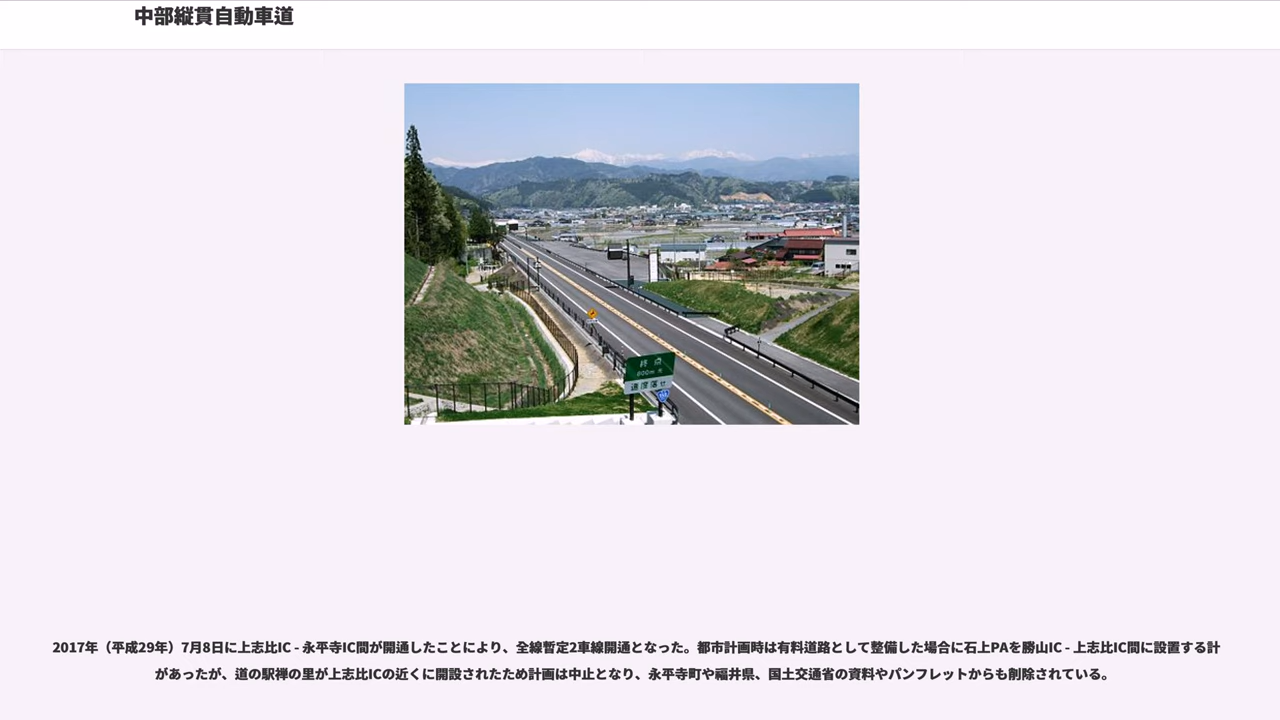 中部縦貫自動車道
終点
800m 先
速度落せ
2017年（平成29年）7月8日に上志比IC - 永平寺IC間が開通したことにより、全線暫定2車線開通となった。都市計画時は有料道路として整備した場合に石上PAを勝山IC - 上志比IC間に設置する計
があったが、道の駅禅の里が上志比ICの近くに開設されたため計画は中止となり、永平寺町や福井県、国土交通省の資料やパンフレットからも削除されている。